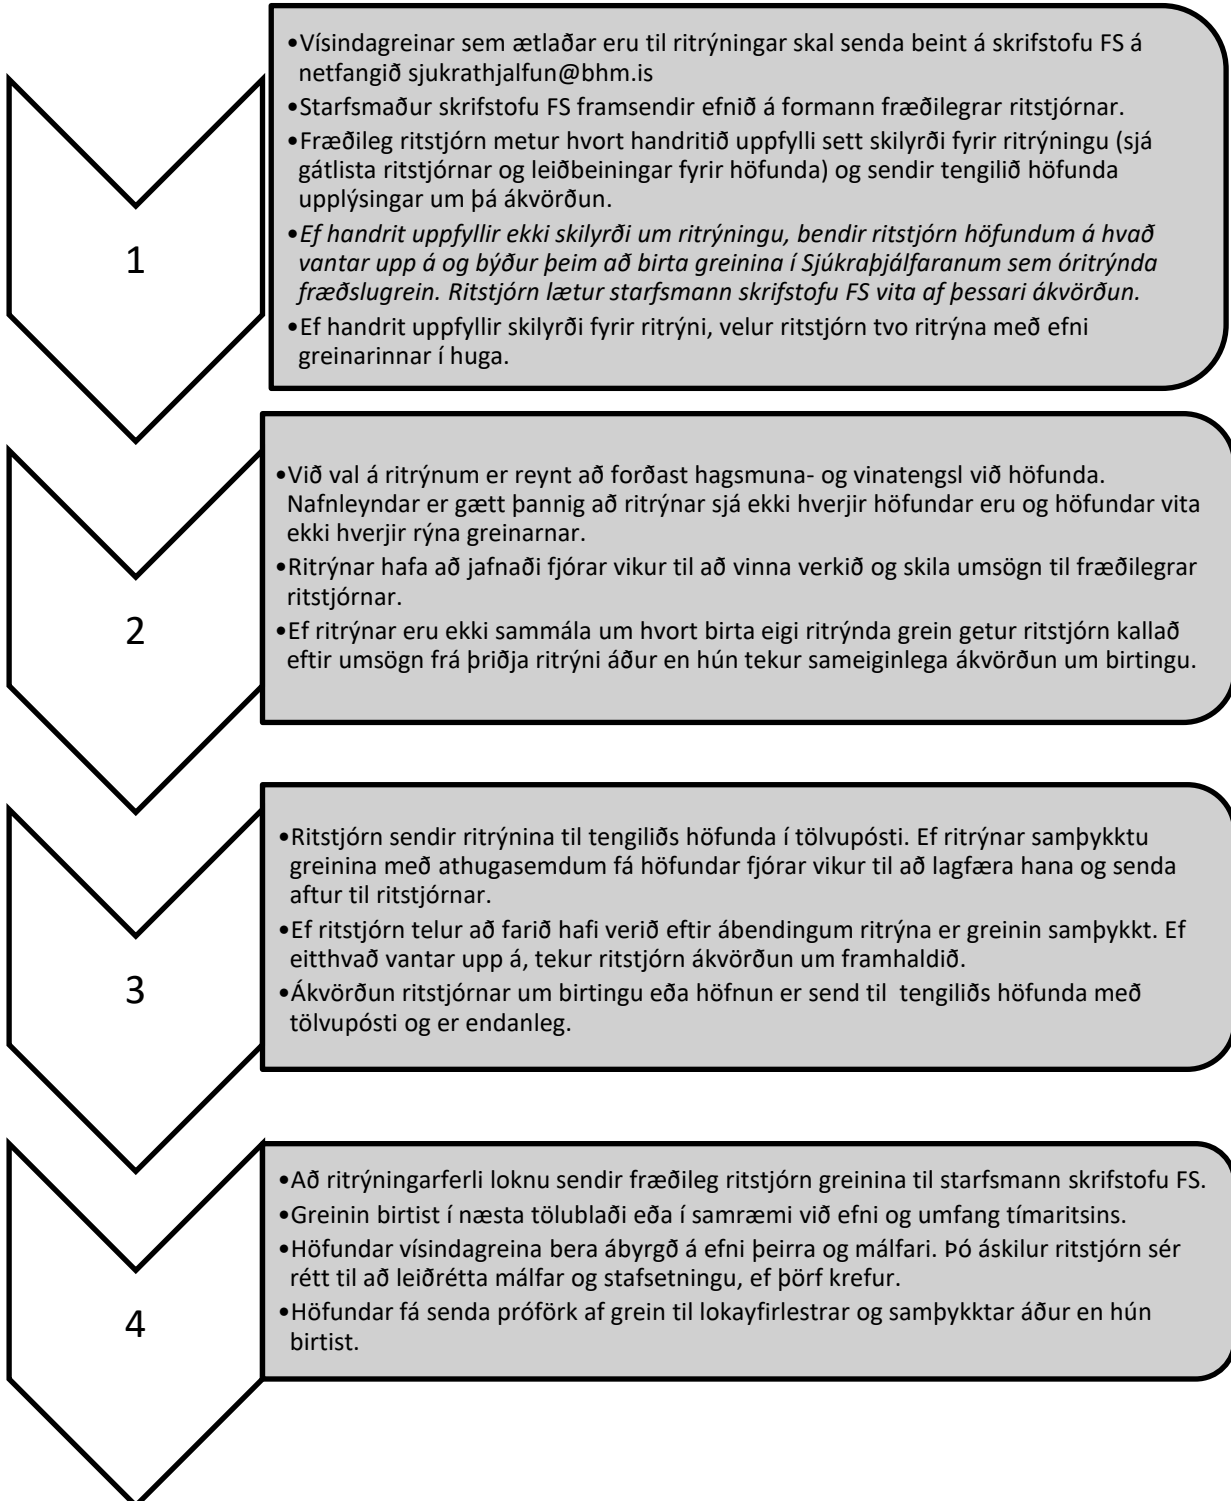 •Vísindagreinar sem ætlaðar eru til ritrýningar skal senda beint á skrifstofu FS á
netfangið sjukrathjalfun@bhm.is
•Starfsmaður skrifstofu FS framsendir efnið á formann fræðilegrar ritstjórnar.
•Fræðileg ritstjórn metur hvort handritið uppfylli sett skilyrði fyrir ritrýningu (sjá
gátlista ritstjórnar og leiðbeiningar fyrir höfunda) og sendir tengilið höfunda
upplýsingar um þá ákvörðun.
•Ef handrit uppfyllir ekki skilyrði um ritrýningu, bendir ritstjórn höfundum á hvað
vantar upp á og býður þeim að birta greinina í Sjúkraþjálfaranum sem óritrýnda
fræðslugrein. Ritstjórn lætur starfsmann skrifstofu FS vita af þessari ákvörðun.
•Ef handrit uppfyllir skilyrði fyrir ritrýni, velur ritstjórn tvo ritrýna með efni
greinarinnar í huga.
1
•Við val á ritrýnum er reynt að forðast hagsmuna- og vinatengsl við höfunda.
Nafnleyndar er gætt þannig að ritrýnar sjá ekki hverjir höfundar eru og höfundar vita
ekki hverjir rýna greinarnar.
•Ritrýnar hafa að jafnaði fjórar vikur til að vinna verkið og skila umsögn til fræðilegrar
ritstjórnar.
•Ef ritrýnar eru ekki sammála um hvort birta eigi ritrýnda grein getur ritstjórn kallað
eftir umsögn frá þriðja ritrýni áður en hún tekur sameiginlega ákvörðun um birtingu.
2
•Ritstjórn sendir ritrýnina til tengiliðs höfunda í tölvupósti. Ef ritrýnar samþykktu
greinina með athugasemdum fá höfundar fjórar vikur til að lagfæra hana og senda
aftur til ritstjórnar.
•Ef ritstjórn telur að farið hafi verið eftir ábendingum ritrýna er greinin samþykkt. Ef
eitthvað vantar upp á, tekur ritstjórn ákvörðun um framhaldið.
•Ákvörðun ritstjórnar um birtingu eða höfnun er send til  tengiliðs höfunda með
tölvupósti og er endanleg.
3
•Að ritrýningarferli loknu sendir fræðileg ritstjórn greinina til starfsmann skrifstofu FS.
•Greinin birtist í næsta tölublaði eða í samræmi við efni og umfang tímaritsins.
•Höfundar vísindagreina bera ábyrgð á efni þeirra og málfari. Þó áskilur ritstjórn sér
rétt til að leiðrétta málfar og stafsetningu, ef þörf krefur.
•Höfundar fá senda próförk af grein til lokayfirlestrar og samþykktar áður en hún
birtist.
4